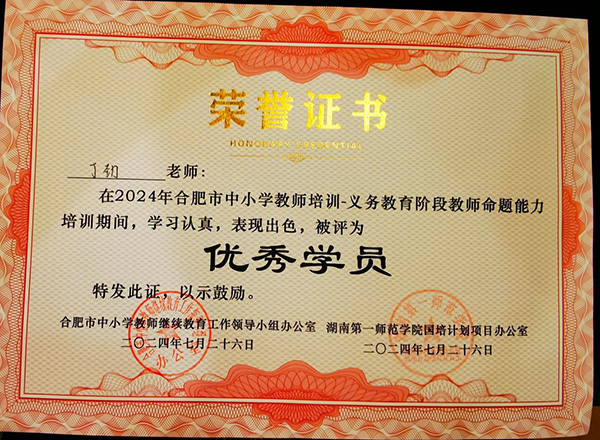 荣誉证书
HONORARY CREDENTIAL
丁钧 老师：
在2024年合肥市中小学教师培训-义务教育阶段教师命题能力
培训期间，学习认真，表现出色，被评为
优秀学员
特发此证，以示鼓励。
合肥市中小学教师继续教育工作领导小组办公室 湖南第一师范学院国培计划项目办公室
二〇二四年七月二十六日 二〇二四年七月二十六日